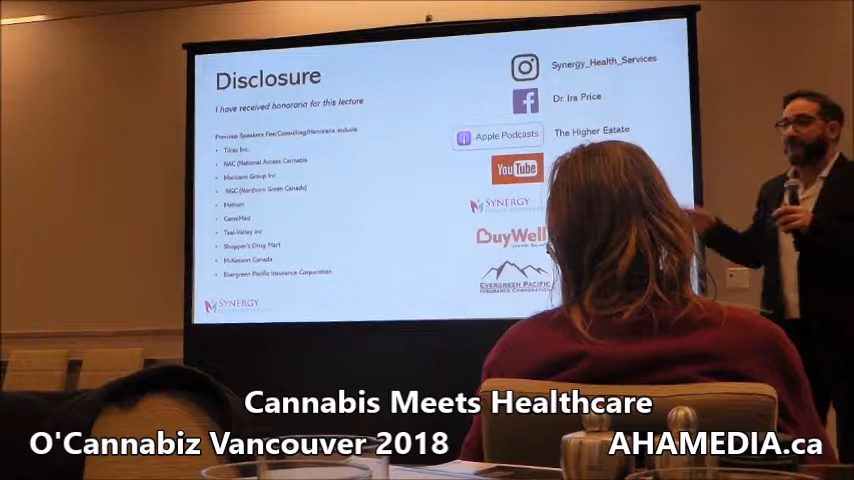 Disclosure
I have received honoraria for this lecture
Previous Speakers Fee/Consulting/Honoraria include:
Tilray Inc.
NAC (National Access Cannabis
Maricann Group Inc
NGC (Northern Green Canada)
Metrum
CanniMed
Teal-Valley inc
Shopper's Drug Mart
McKesson Canada
Evergreen Pacific Insurance Corporation
SYNERGY
Synergy_Health_Services
Dr. Ira Price
Apple Podcasts
The Higher Estate
YouTube
SYNERGY
BuyWell
EVERGREEN PACIFIC
INSURANCE CORPORATION
Cannabis Meets Healthcare
O'Cannabiz Vancouver 2018
AHAMEDIA.ca